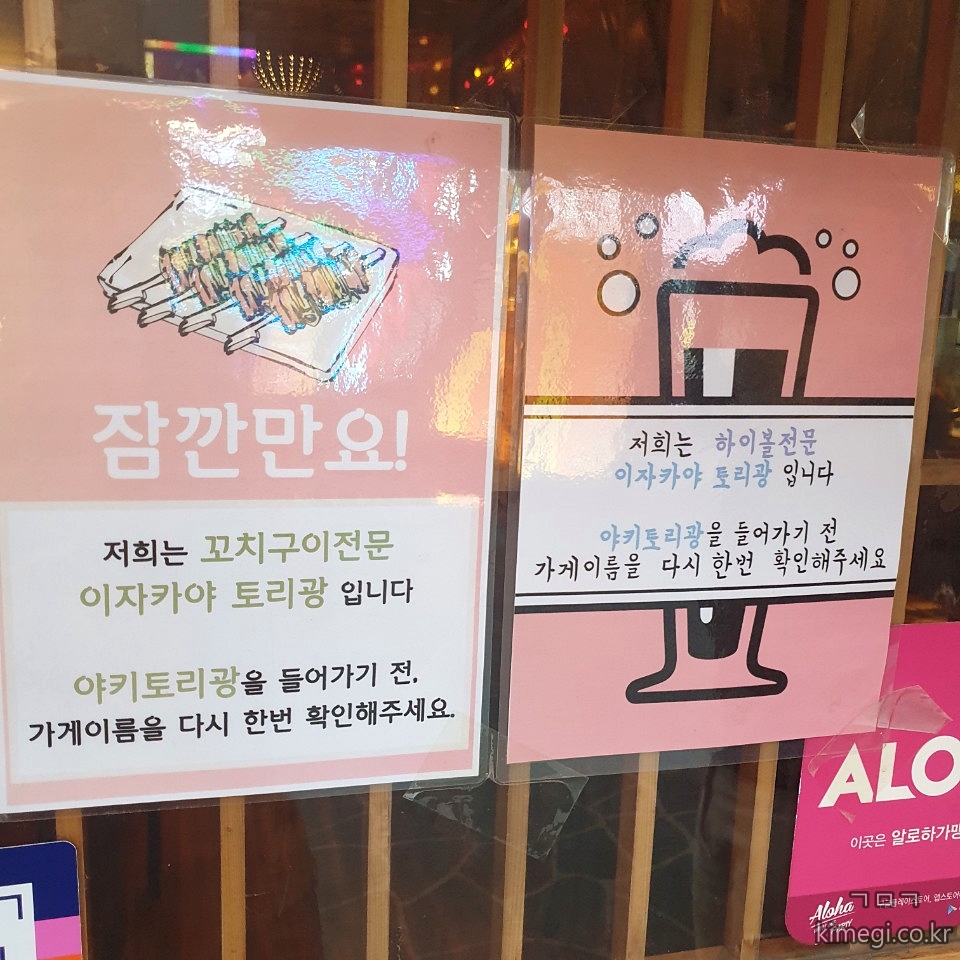 잠깐만요!
저희는 꼬치구이전문
이자카야 토리광 입니다
야키토리광을 들어가기 전,
가게이름을 다시 한번 확인해주세요.
저희는 하이볼전문
이자카야 토리광 입니다
야키토리광을 들어가기 전
가게이름을 다시 한번 확인해주세요
ALO
이곳은 알로하가맹
Aloha
ㄱㅁㄱ
kimegi.co.kr